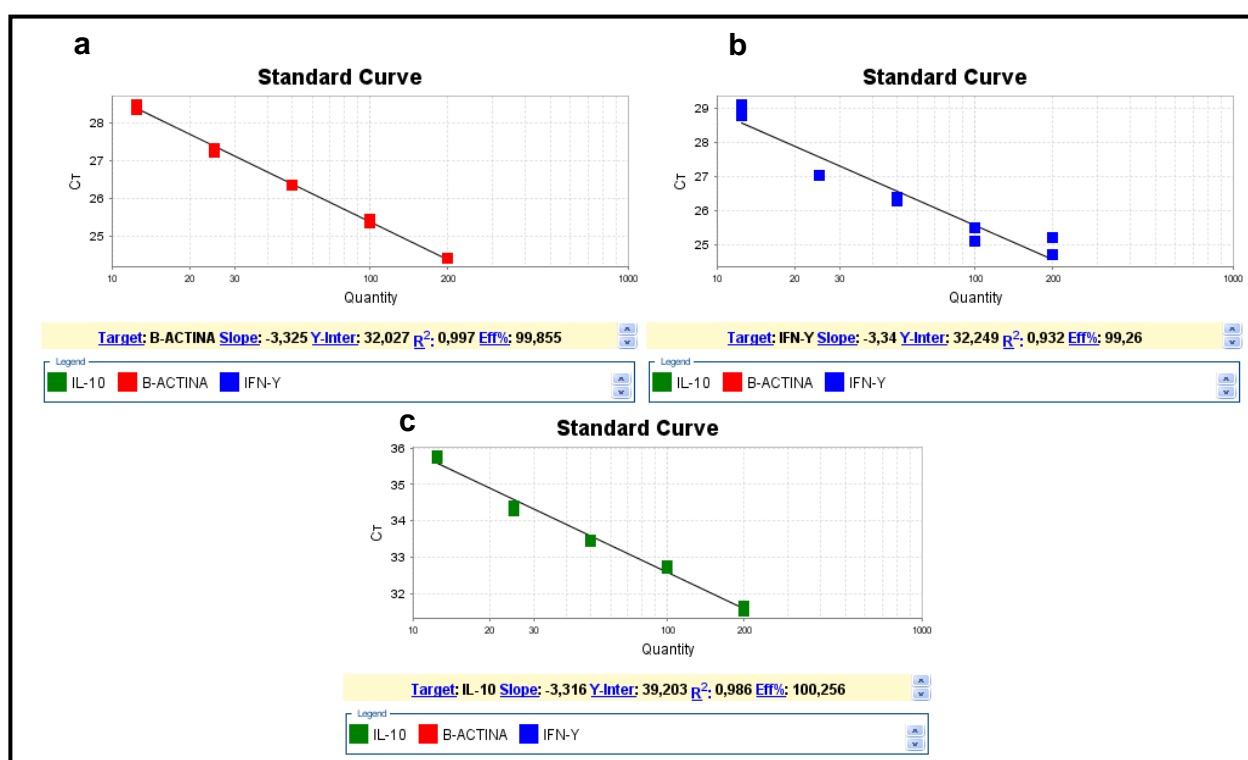 a
Standard Curve
28
27
26
25
CT
10
20
30
100
200
1000
Quantity
Target: B-ACTINA Slope: -3,325 Y-Inter: 32,027 R²: 0,997 Eff%: 99,855
Legend
IL-10 B-ACTINA IFN-Y
b
Standard Curve
29
28
27
26
25
CT
10
20
30
100
200
1000
Quantity
Target: IFN-Y Slope: -3,34 Y-Inter: 32,249 R²: 0,932 Eff%: 99,26
Legend
IL-10 B-ACTINA IFN-Y
c
Standard Curve
36
35
34
33
32
CT
10
20
30
100
200
1000
Quantity
Target: IL-10 Slope: -3,316 Y-Inter: 39,203 R²: 0,986 Eff%: 100,256
Legend
IL-10 B-ACTINA IFN-Y